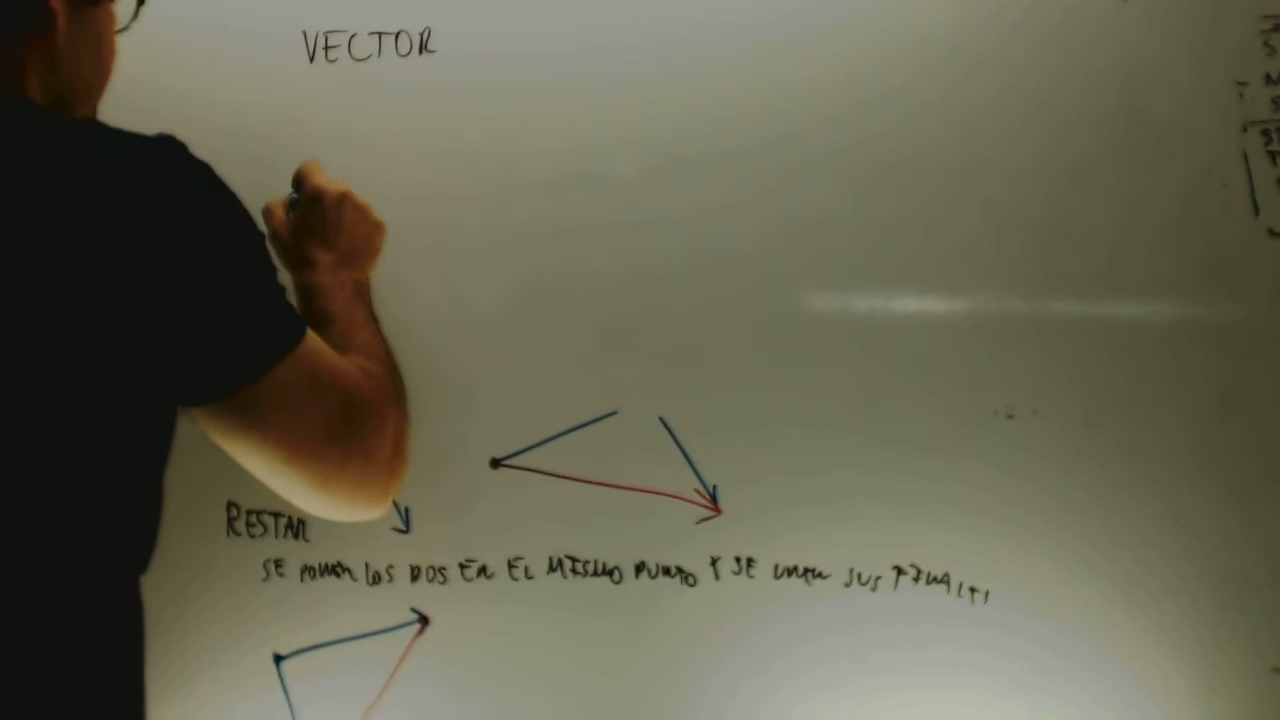 VECTOR
RESTAR
SE PONEN LOS DOS EN EL MISMO PUNTO Y SE UNEN SUS FINALES